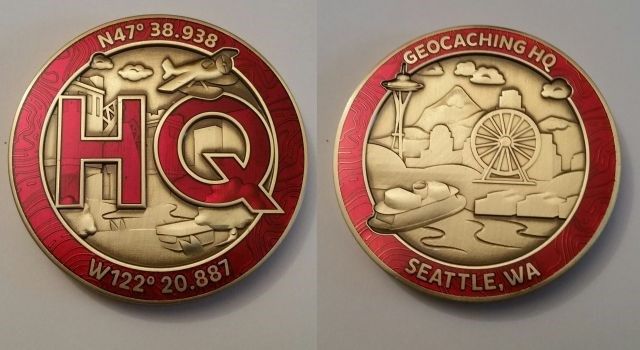 N47° 38.938
HQ
W122° 20.887
GEOCACHING HQ
SEATTLE, WA